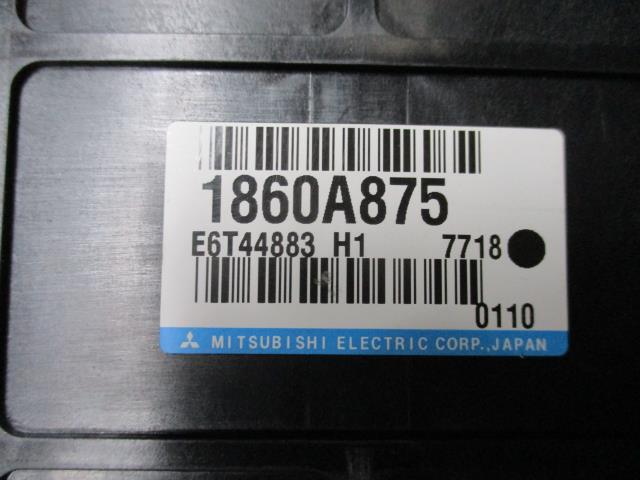 1860A875
E6T44883 H1 7718
0110
MITSUBISHI ELECTRIC CORP.,JAPAN